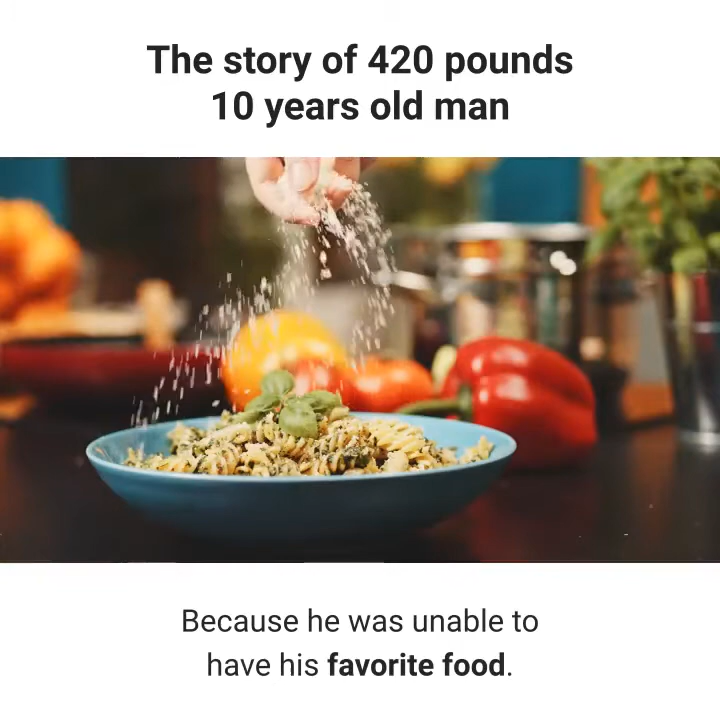 The story of 420 pounds
10 years old man
Because he was unable to
have his favorite food.